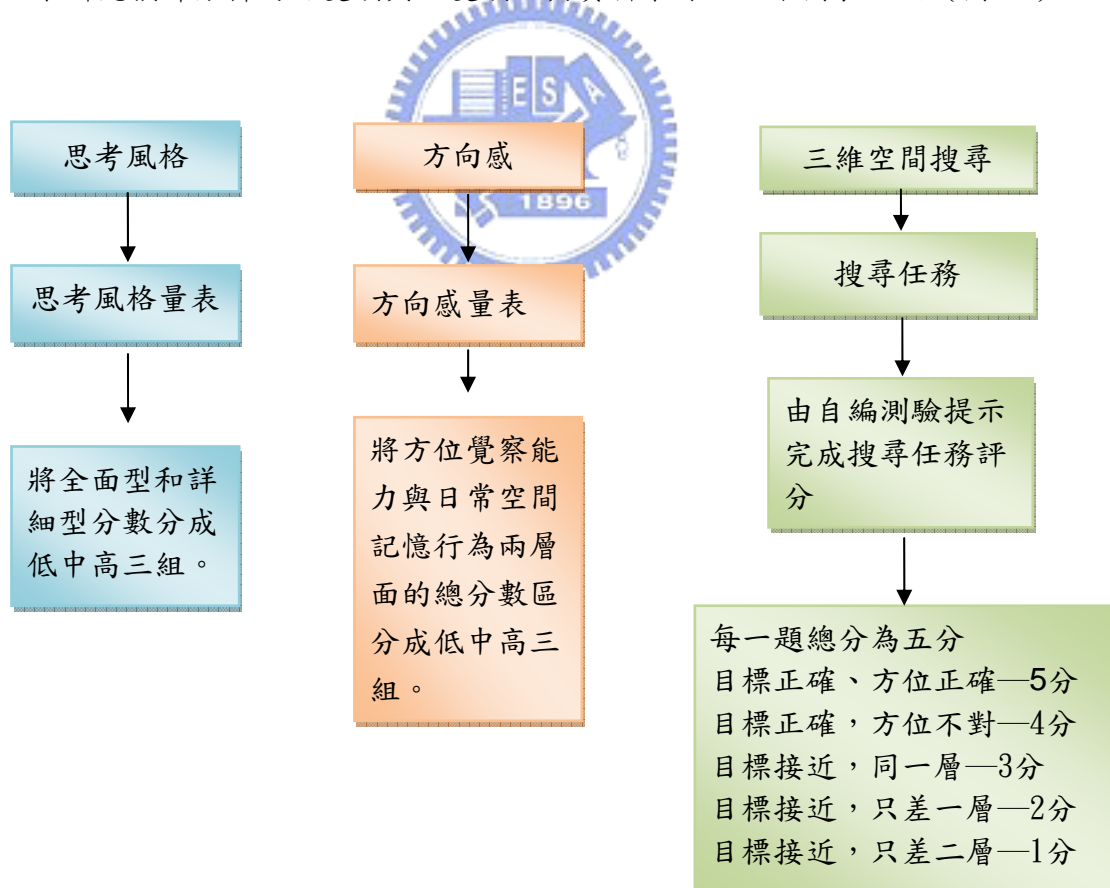 E S A
1896
思考風格
思考風格量表
將全面型和詳
細型分數分成
低中高三組。
方向感
方向感量表
將方位覺察能
力與日常空間
記憶行為兩層
面的總分數區
分成低中高三
組。
三維空間搜尋
搜尋任務
由自編測驗提示
完成搜尋任務評
分
每一題總分為五分
目標正確、方位正確—5分
目標正確，方位不對—4分
目標接近，同一層—3分
目標接近，只差一層—2分
目標接近，只差二層—1分